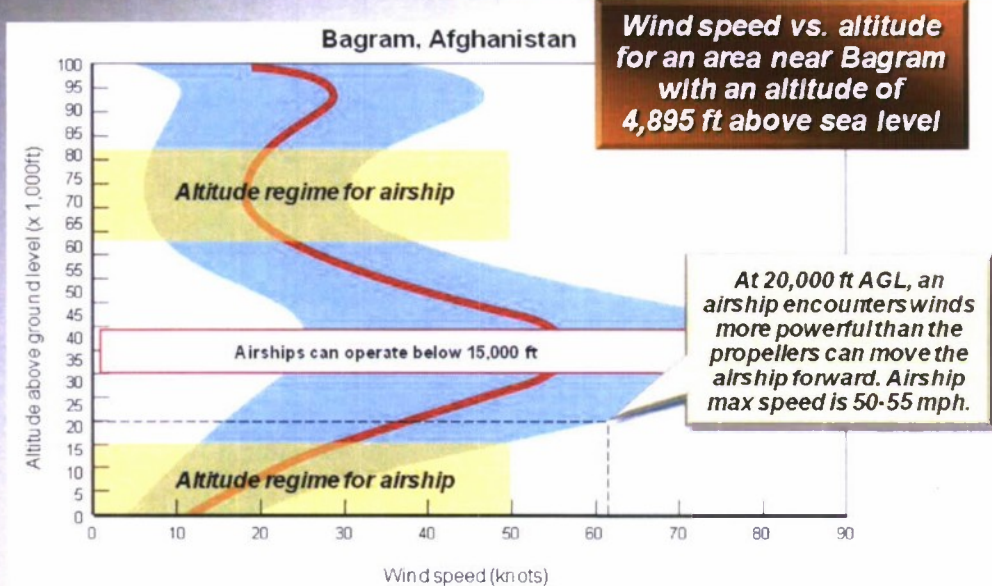 Bagram, Afghanistan
Wind speed vs. altitude
for an area near Bagram
with an altitude of
4,895 ft above sea level
Altitude above ground level (x 1,000ft)
100
95
90
85
80
75
70
65
60
55
50
45
40
35
30
25
20
15
10
5
0
Altitude regime for airship
Airships can operate below 15,000 ft
At 20,000 ft AGL, an
airship encounters winds
more powerful than the
propellers can move the
airship forward. Airship
max speed is 50-55 mph.
Altitude regime for airship
0 10 20 30 40 50 60 70 80 90
Wind speed (knots)